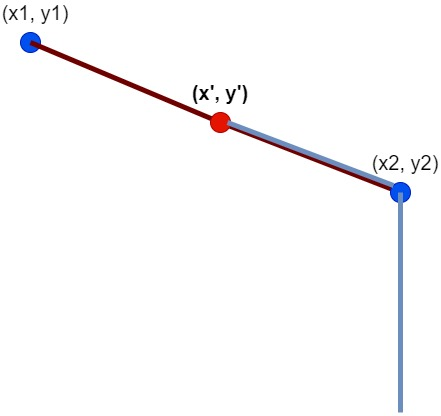 (x1, y1)
(x', y')
(x2, y2)